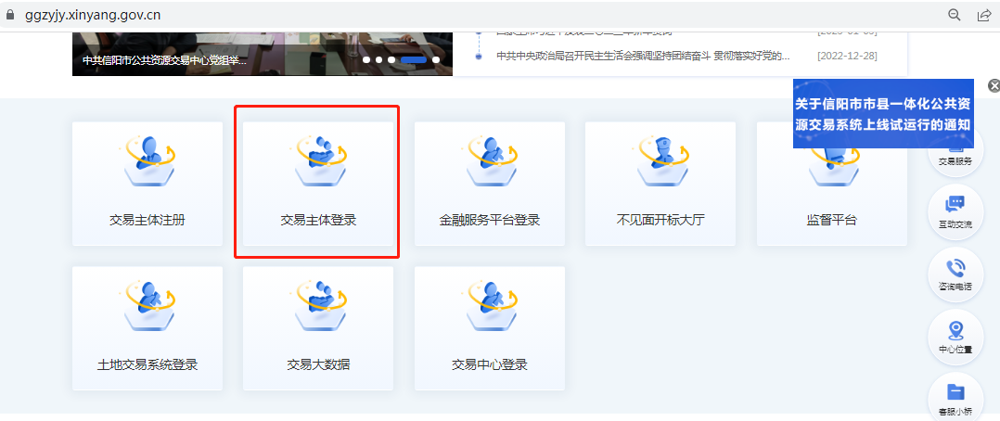 ggzyjy.xinyang.gov.cn
中共信阳市公共资源交易中心党组举...
中共中央政治局召开民主生活会强调坚持团结奋斗 贯彻落实好党的... [2022-12-28]
关于信阳市市县一体化公共资
源交易系统上线试运行的通知
交易主体注册
交易主体登录
金融服务平台登录
不见面开标大厅
监督平台
土地交易系统登录
交易大数据
交易中心登录
交易服务
互动交流
咨询电话
中心位置
客服小桥